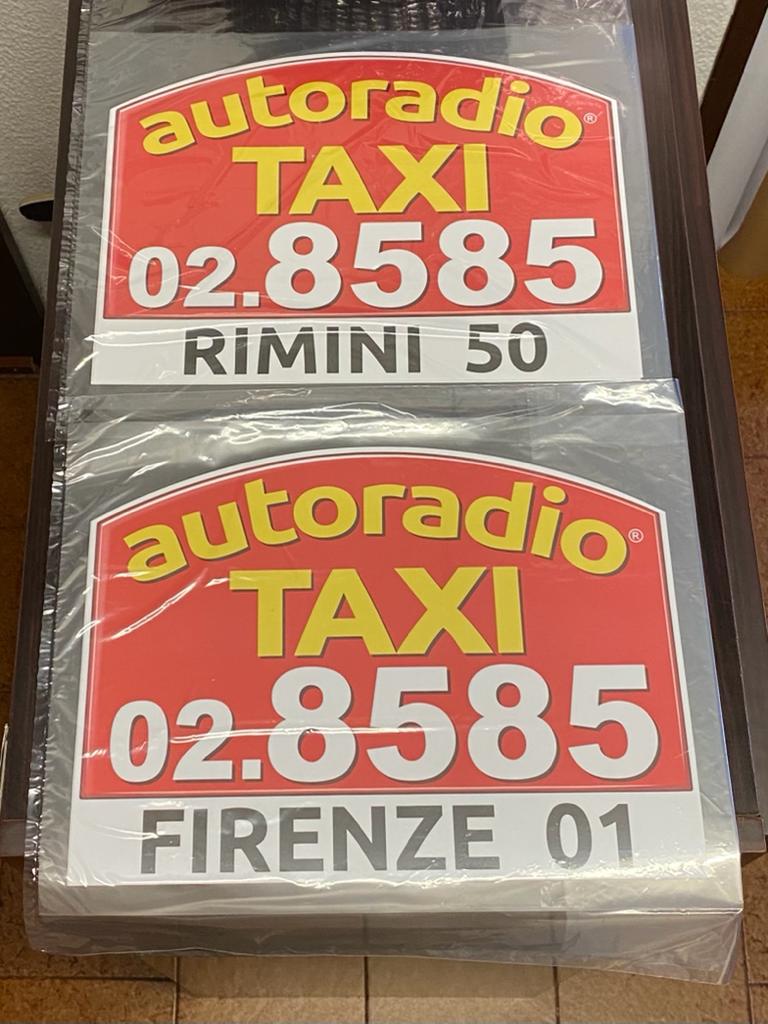 autoradio®
TAXI
02.8585
RIMINI 50
autoradio®
TAXI
02.8585
FIRENZE 01